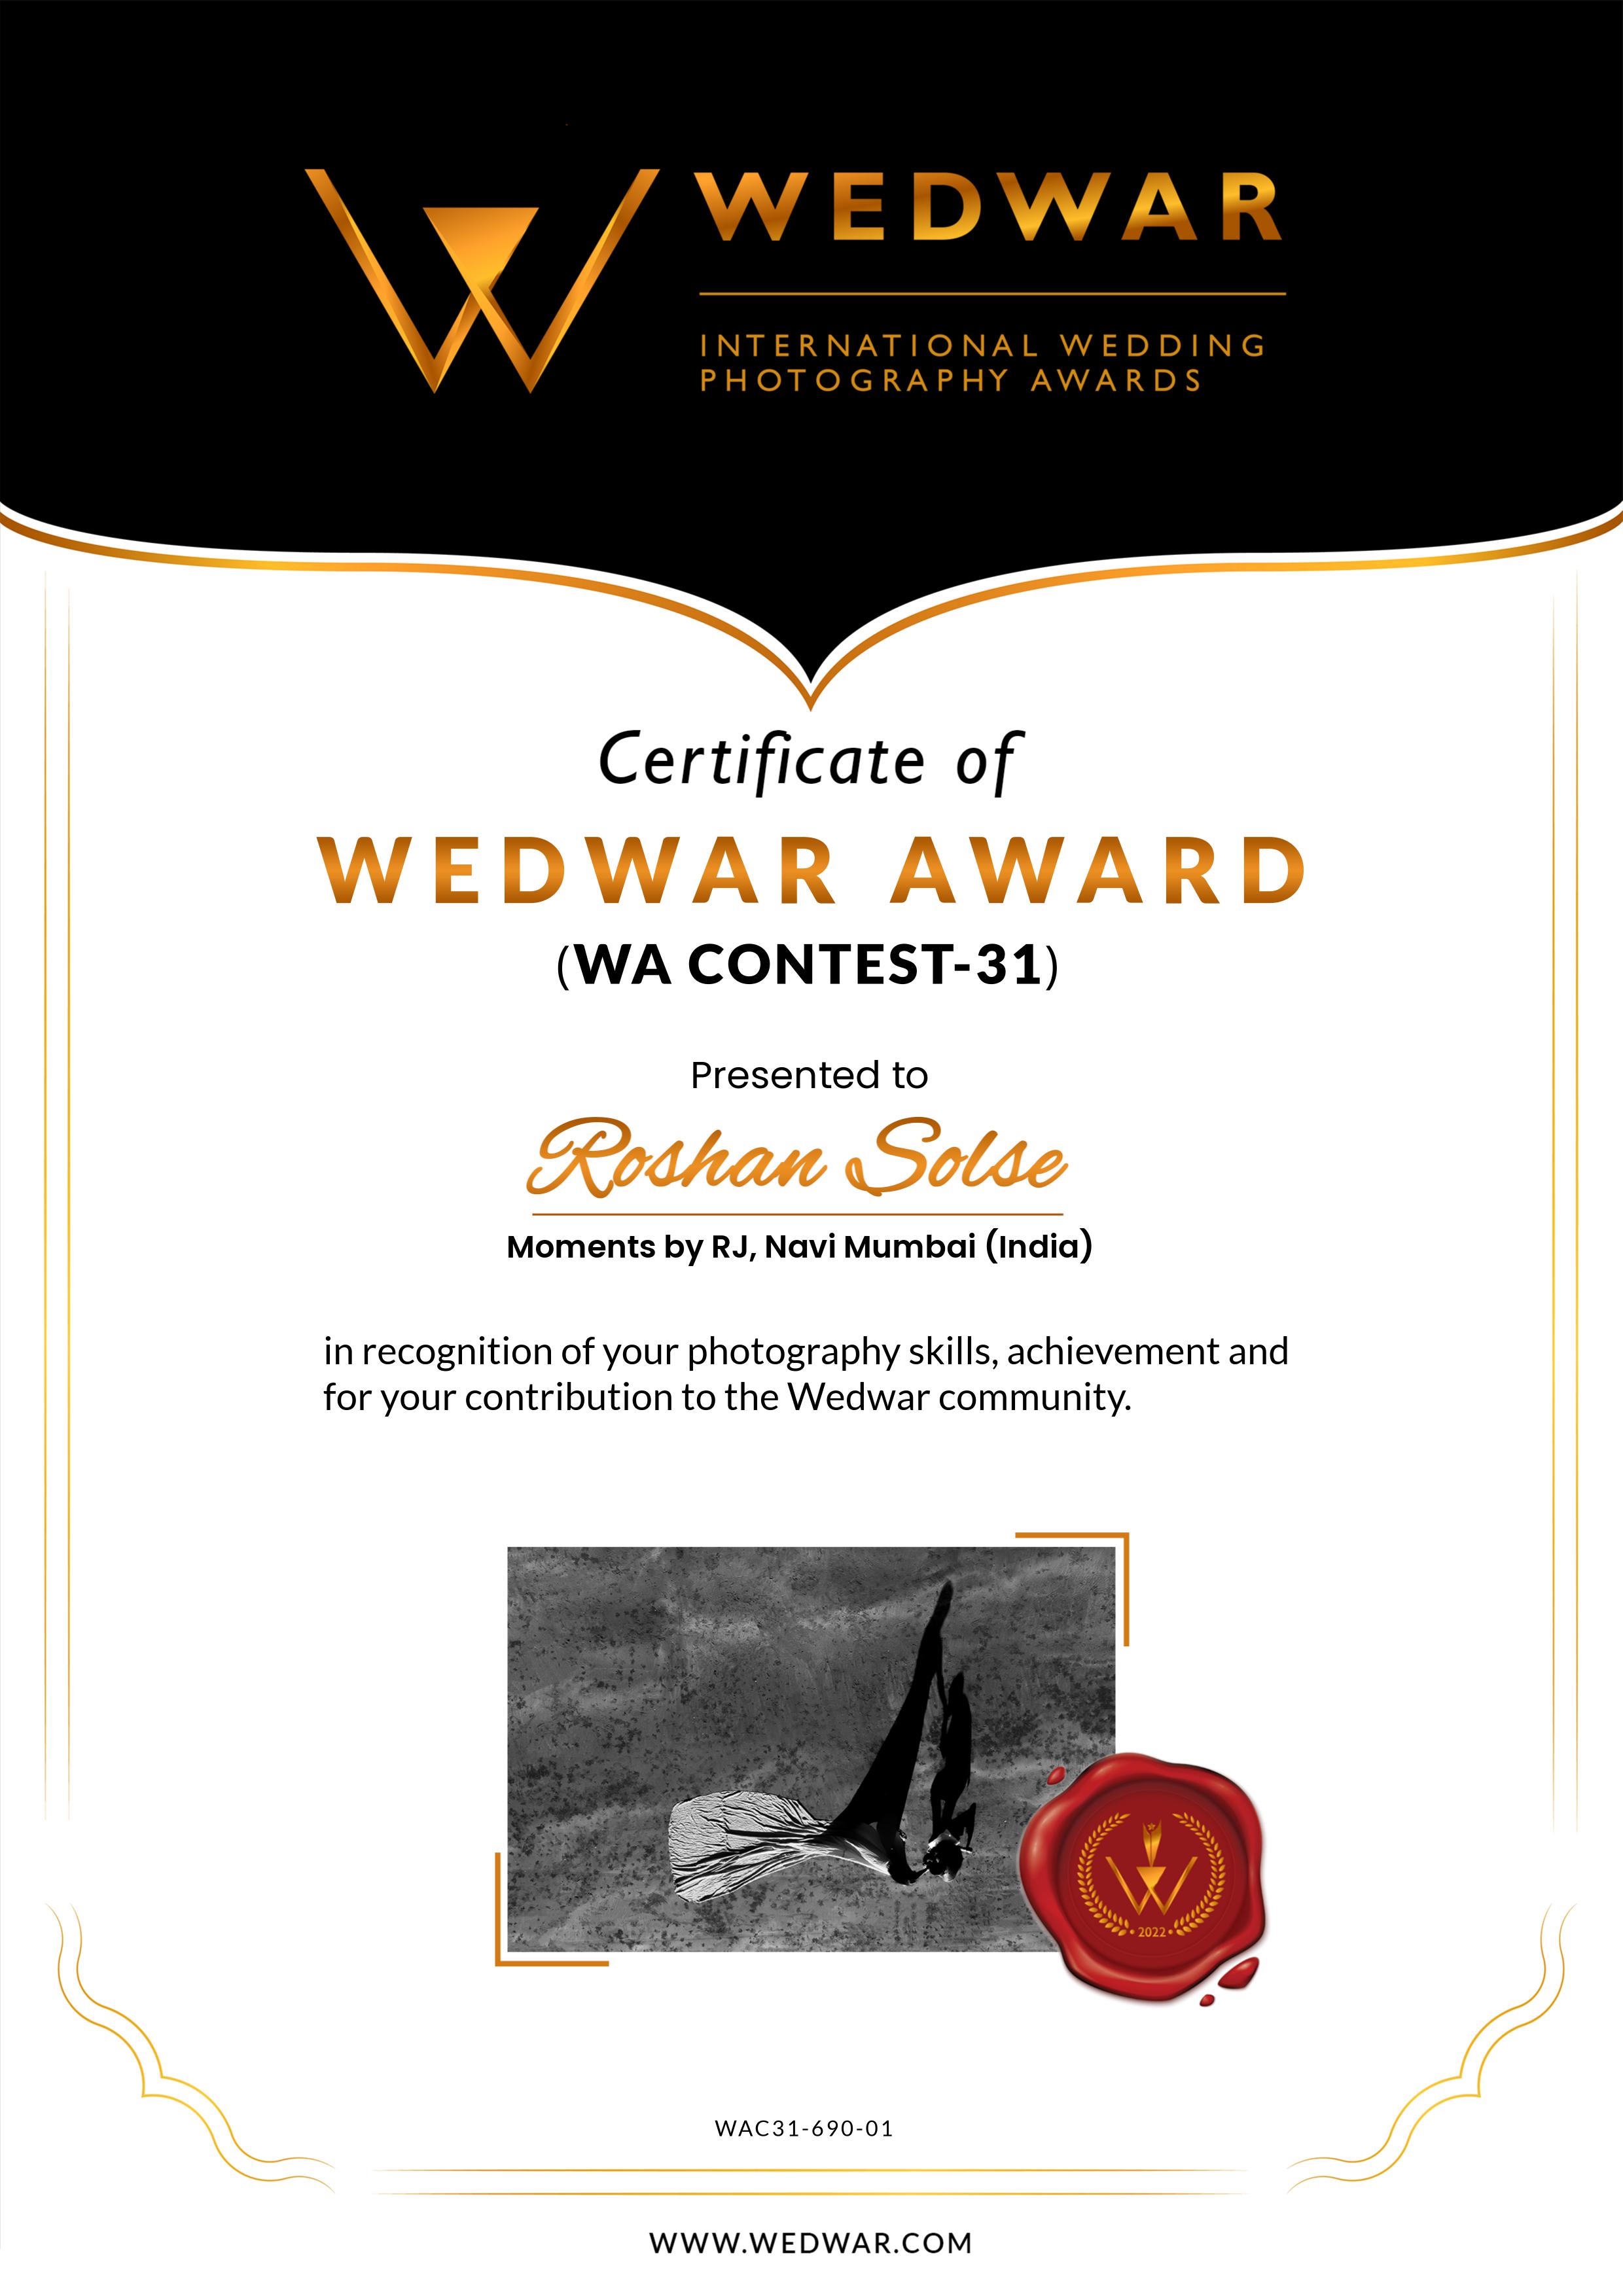 WEDWAR
INTERNATIONAL WEDDING
PHOTOGRAPHY AWARDS
Certificate of
WEDWAR AWARD
(WA CONTEST-31)
Presented to
Roshan Solse
Moments by RJ, Navi Mumbai (India)
in recognition of your photography skills, achievement and
for your contribution to the Wedwar community.
2022
WAC31-690-01
WWW.WEDWAR.COM